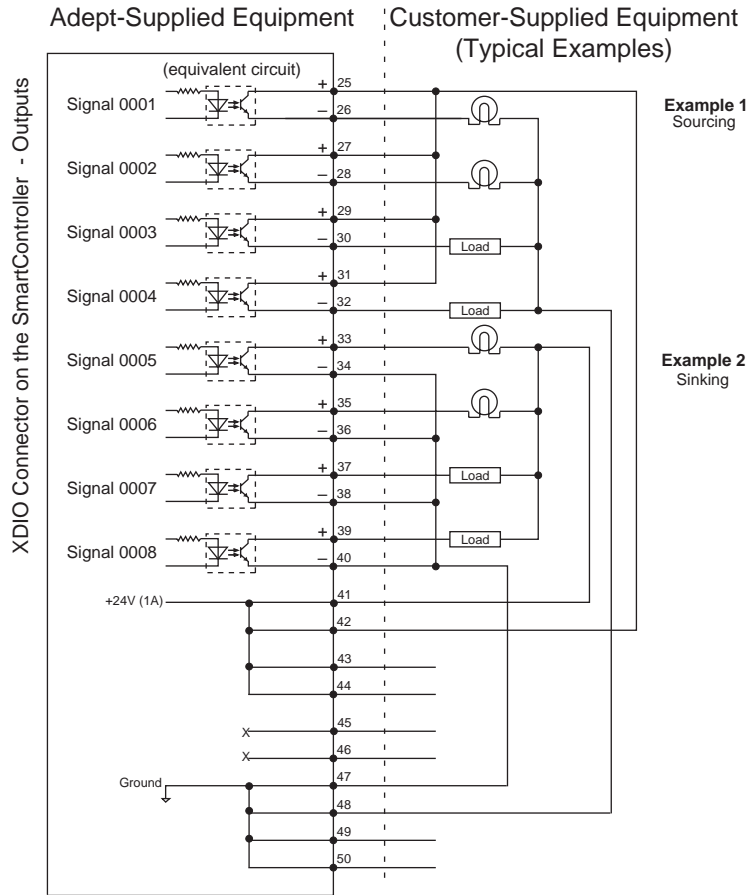 Adept-Supplied Equipment
Customer-Supplied Equipment
(Typical Examples)
XDIO Connector on the SmartController - Outputs
(equivalent circuit)
Signal 0001
+ 25
– 26
Example 1
Sourcing
Signal 0002
+ 27
– 28
Signal 0003
+ 29
– 30
Load
Signal 0004
+ 31
– 32
Load
Signal 0005
+ 33
– 34
Example 2
Sinking
Signal 0006
+ 35
– 36
Signal 0007
+ 37
– 38
Load
Signal 0008
+ 39
– 40
Load
+24V (1A)
41
42
43
44
X 45
X 46
Ground
47
48
49
50